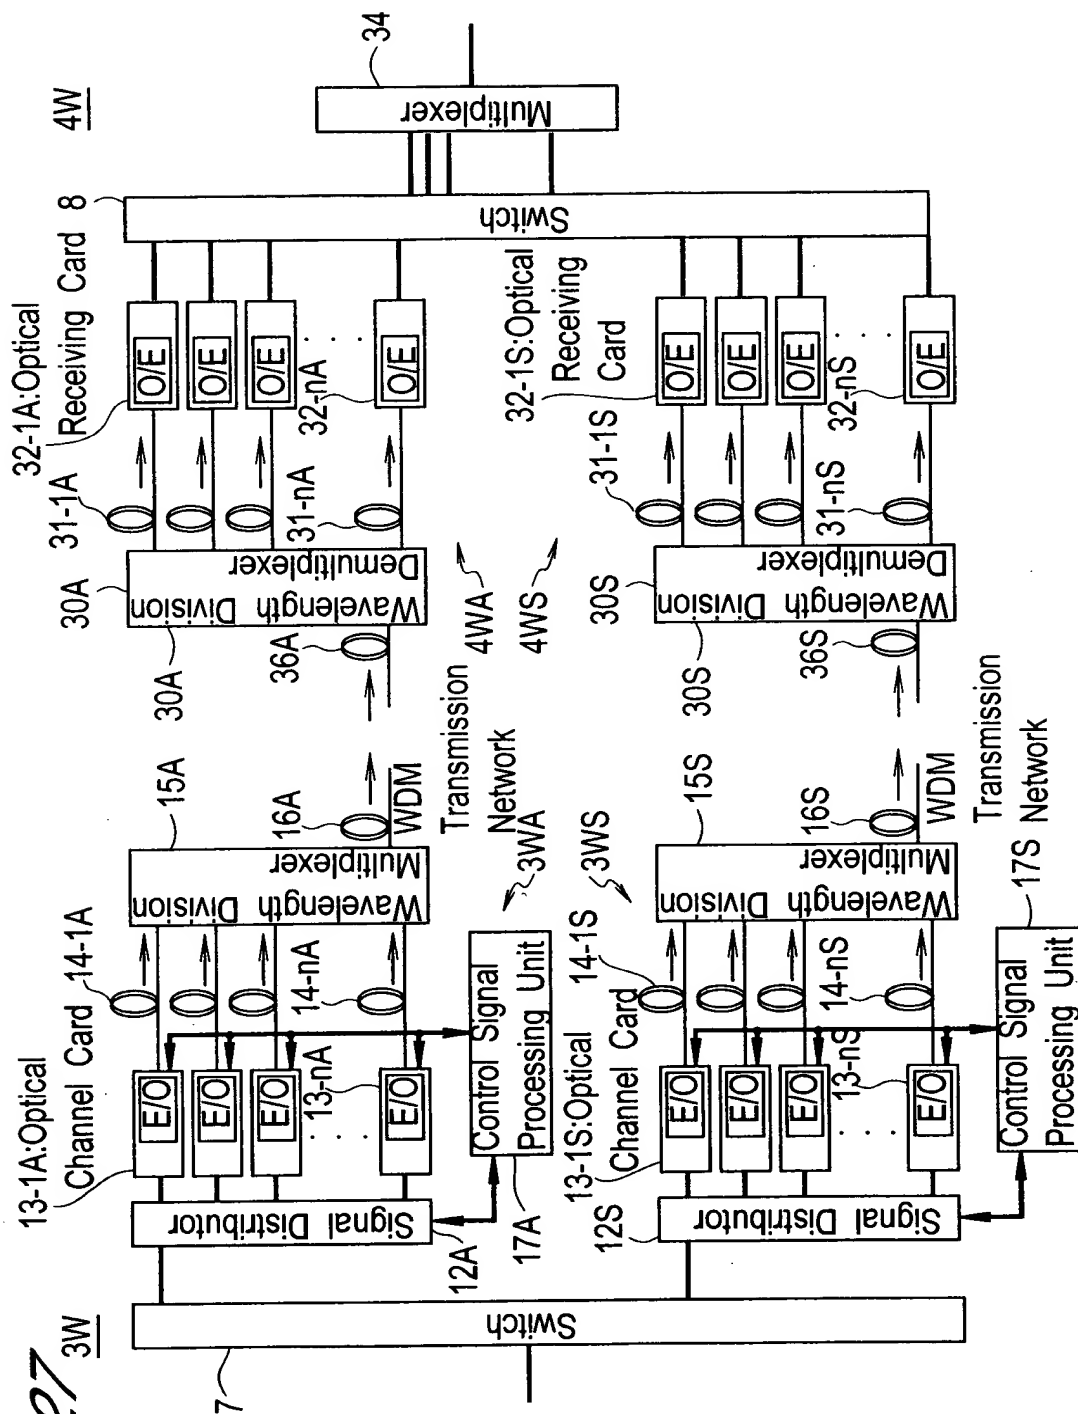 27
3W
7
Switch
12A
Signal Distributor
13-1A:Optical
Channel Card
E/O
E/O
E/O
E/O
13-nA
14-1A
14-nA
Control Signal
Processing Unit
17A
3WA
15A
Wavelength Division
Multiplexer
16A
WDM
Transmission
Network
36A
30A
30A
Wavelength Division
Demultiplexer
31-1A
31-nA
32-1A:Optical
Receiving Card
O/E
O/E
O/E
O/E
32-nA
4WA
12S
Signal Distributor
13-1S:Optical
Channel Card
E/O
E/O
E/O
E/O
13-nS
14-1S
14-nS
Control Signal
Processing Unit
17S
3WS
15S
Wavelength Division
Multiplexer
16S
WDM
Transmission
Network
36S
30S
30S
Wavelength Division
Demultiplexer
31-1S
31-nS
32-1S:Optical
Receiving
Card
O/E
O/E
O/E
O/E
32-nS
4WS
8
Switch
4W
34
Multiplexer